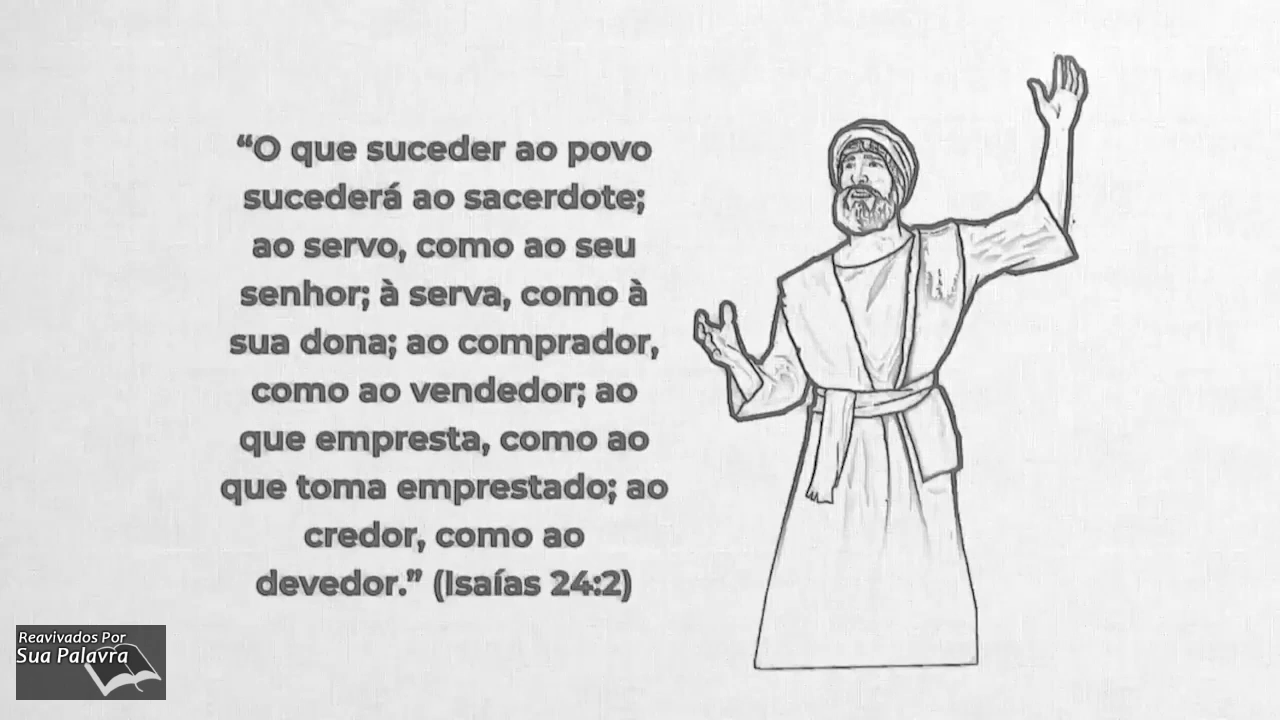 “O que suceder ao povo
sucederá ao sacerdote;
ao servo, como ao seu
senhor; à serva, como à
sua dona; ao comprador,
como ao vendedor; ao
que empresta, como ao
que toma emprestado; ao
credor, como ao
devedor.” (Isaías 24:2)
Reavivados Por
Sua Palavra